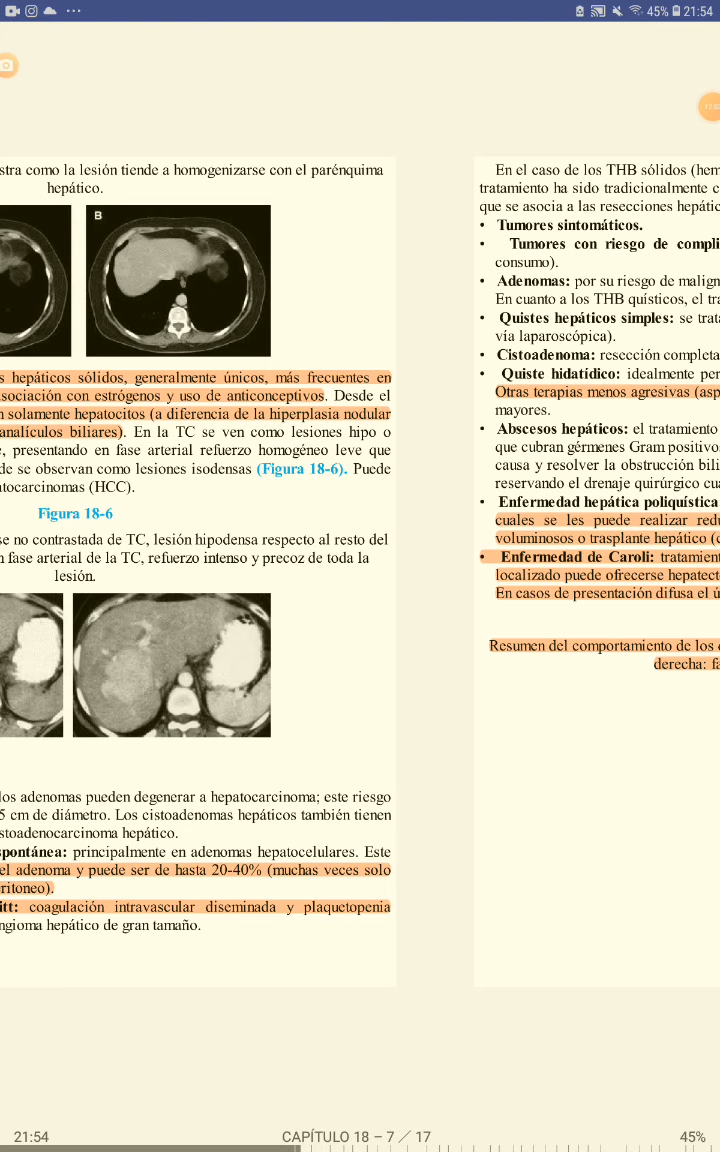 45% 21:54
stra como la lesión tiende a homogenizarse con el parénquima
hepático.
B
s hepáticos sólidos, generalmente únicos, más frecuentes en
sociación con estrógenos y uso de anticonceptivos. Desde el
n solamente hepatocitos (a diferencia de la hiperplasia nodular
analículos biliares). En la TC se ven como lesiones hipo o
e, presentando en fase arterial refuerzo homogéneo leve que
de se observan como lesiones isodensas (Figura 18-6). Puede
atocarcinomas (HCC).
Figura 18-6
se no contrastada de TC, lesión hipodensa respecto al resto del
n fase arterial de la TC, refuerzo intenso y precoz de toda la
lesión.
los adenomas pueden degenerar a hepatocarcinoma; este riesgo
5 cm de diámetro. Los cistoadenomas hepáticos también tienen
stoadenocarcinoma hepático.
spontánea: principalmente en adenomas hepatocelulares. Este
el adenoma y puede ser de hasta 20-40% (muchas veces solo
ritoneo).
itt: coagulación intravascular diseminada y plaquetopenia
ngioma hepático de gran tamaño.
En el caso de los THB sólidos (hem
tratamiento ha sido tradicionalmente c
que se asocia a las resecciones hepátic
• Tumores sintomáticos.
• Tumores con riesgo de compli
consumo).
• Adenomas: por su riesgo de malign
En cuanto a los THB quísticos, el tra
• Quistes hepáticos simples: se trata
vía laparoscópica).
• Cistoadenoma: resección completa
• Quiste hidatídico: idealmente per
Otras terapias menos agresivas (asp
mayores.
• Abscesos hepáticos: el tratamiento
que cubran gérmenes Gram positivo
causa y resolver la obstrucción bili
reservando el drenaje quirúrgico cu
• Enfermedad hepática poliquística
cuales se les puede realizar redu
voluminosos o trasplante hepático (c
• Enfermedad de Caroli: tratamient
localizado puede ofrecerse hepatect
En casos de presentación difusa el ú
Resumen del comportamiento de los
derecha: fa
21:54
CAPÍTULO 18 – 7 / 17
45%